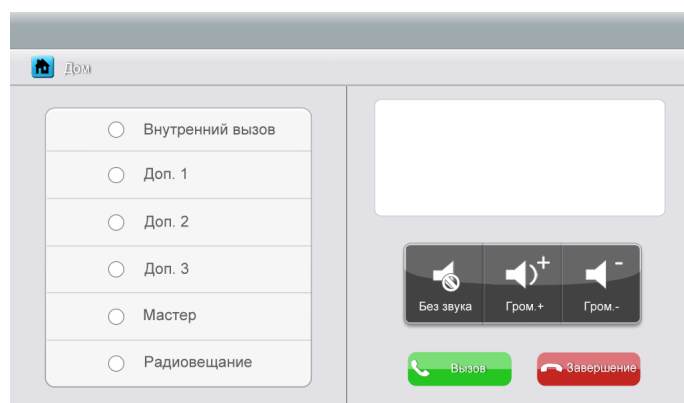 Дом
Внутренний вызов
Доп. 1
Доп. 2
Доп. 3
Мастер
Радиовещание
Без звука
Гром.+
Гром.-
Вызов
Завершение